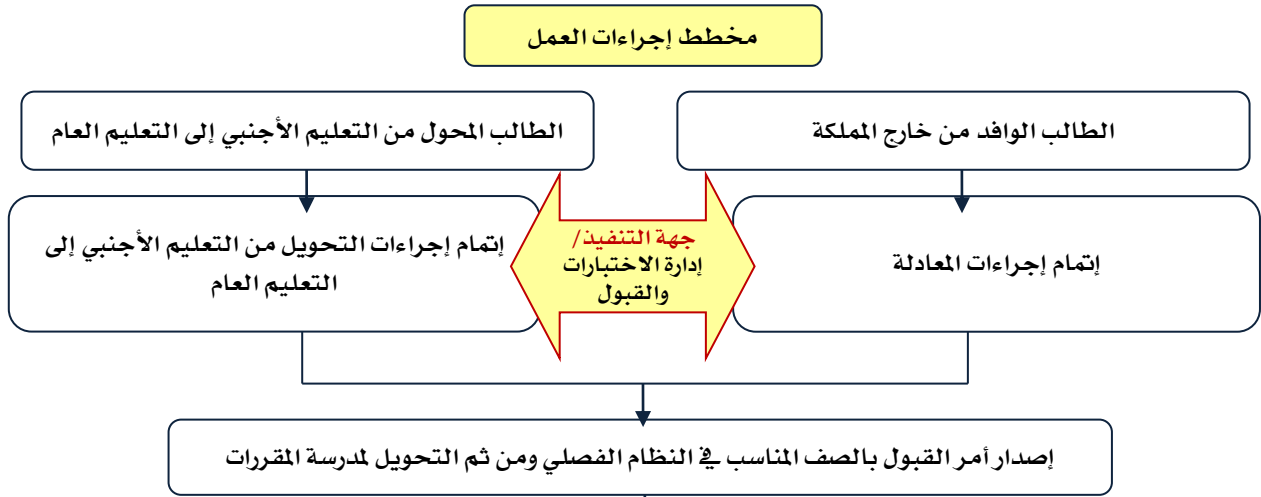 مخطط إجراءات العمل
الطالب الوافد من خارج المملكة
الطالب المحول من التعليم الأجنبي إلى التعليم العام
إتمام إجراءات المعادلة
جهة التنفيذ/
إدارة الاختبارات
والقبول
إتمام إجراءات التحويل من التعليم الأجنبي إلى
التعليم العام
إصدار أمر القبول بالصف المناسب في النظام الفصلي ومن ثم التحويل لمدرسة المقررات